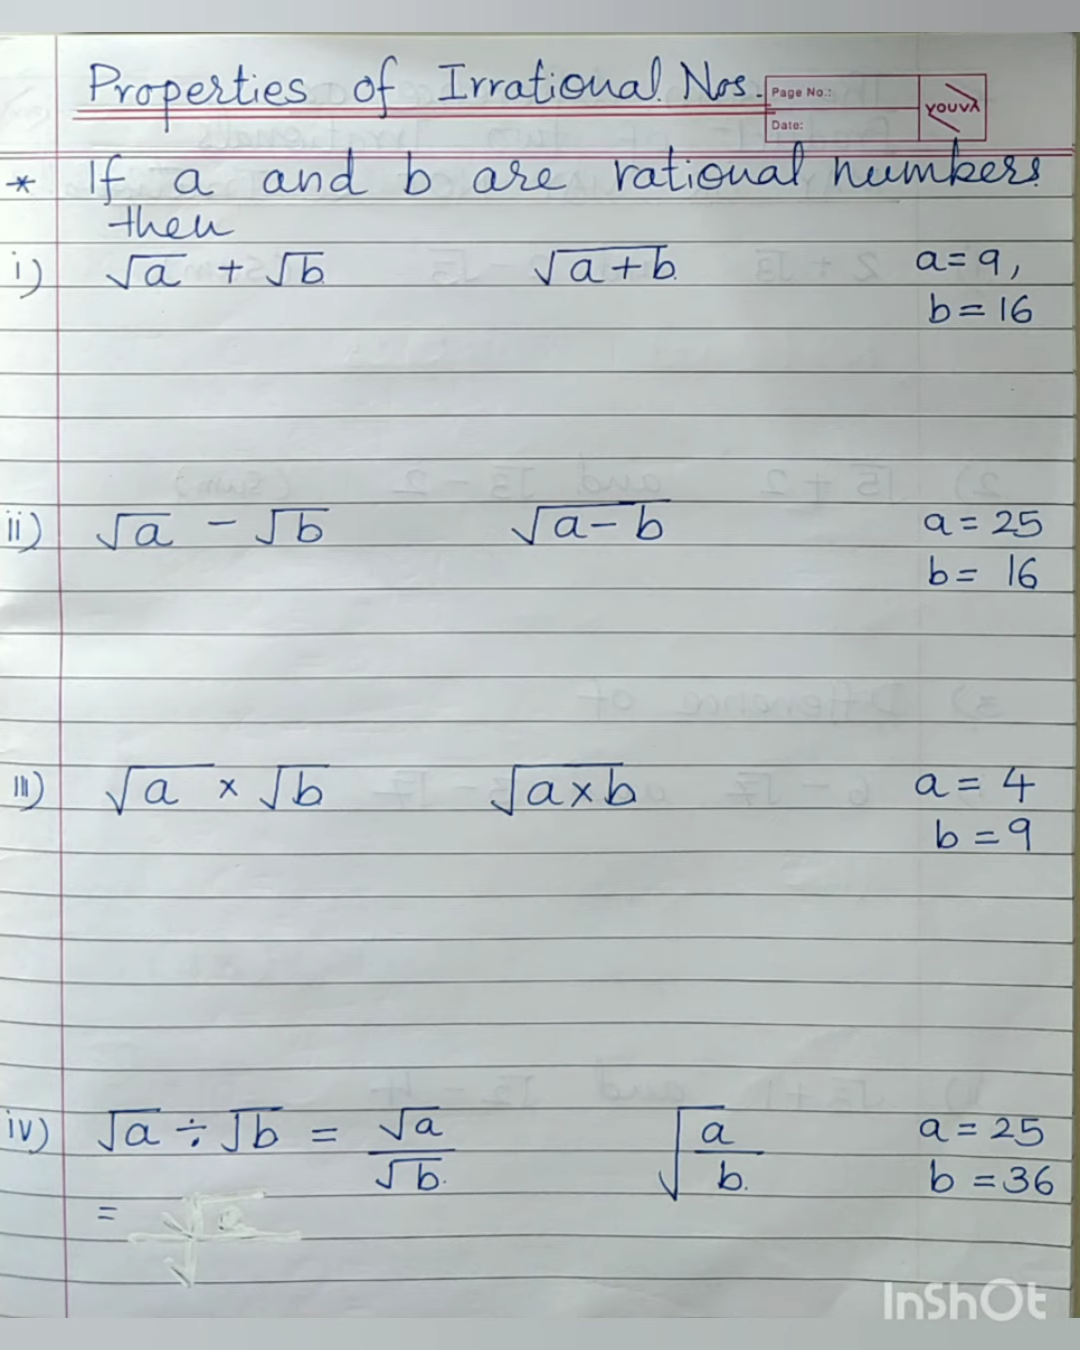 Properties of Irrational Nos.
Page No.:
Date:
YOUVA
* If a and b are rational numbers
then
i) √a + √b √(a+b) a=9,
b=16
ii) √a - √b √(a-b) a=25
b= 16
iii) √a × √b √(a×b) a = 4
b = 9
iv) √a ÷ √b = √a/√b √(a/b) a=25
b =36
=
InShOt